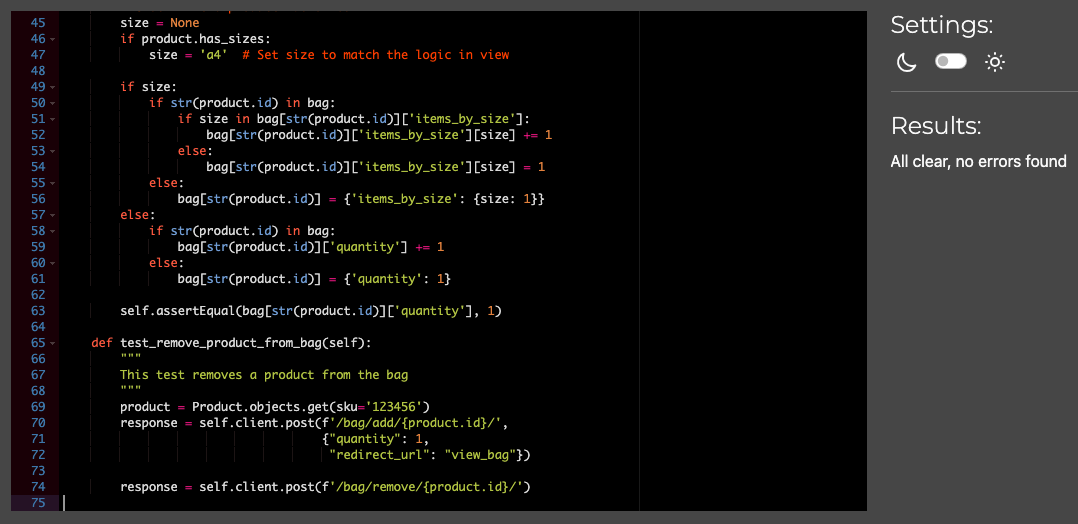 45 size = None
46 if product.has_sizes:
47 size = 'a4' # Set size to match the logic in view
48
49 if size:
50 if str(product.id) in bag:
51 if size in bag[str(product.id)]['items_by_size']:
52 bag[str(product.id)]['items_by_size'][size] += 1
53 else:
54 bag[str(product.id)]['items_by_size'][size] = 1
55 else:
56 bag[str(product.id)] = {'items_by_size': {size: 1}}
57 else:
58 if str(product.id) in bag:
59 bag[str(product.id)]['quantity'] += 1
60 else:
61 bag[str(product.id)] = {'quantity': 1}
62
63 self.assertEqual(bag[str(product.id)]['quantity'], 1)
64
65 def test_remove_product_from_bag(self):
66 """
67 This test removes a product from the bag
68 """
69 product = Product.objects.get(sku='123456')
70 response = self.client.post(f'/bag/add/{product.id}/',
71 {"quantity": 1,
72 "redirect_url": "view_bag"})
73
74 response = self.client.post(f'/bag/remove/{product.id}/')
75
Settings:
Results:
All clear, no errors found